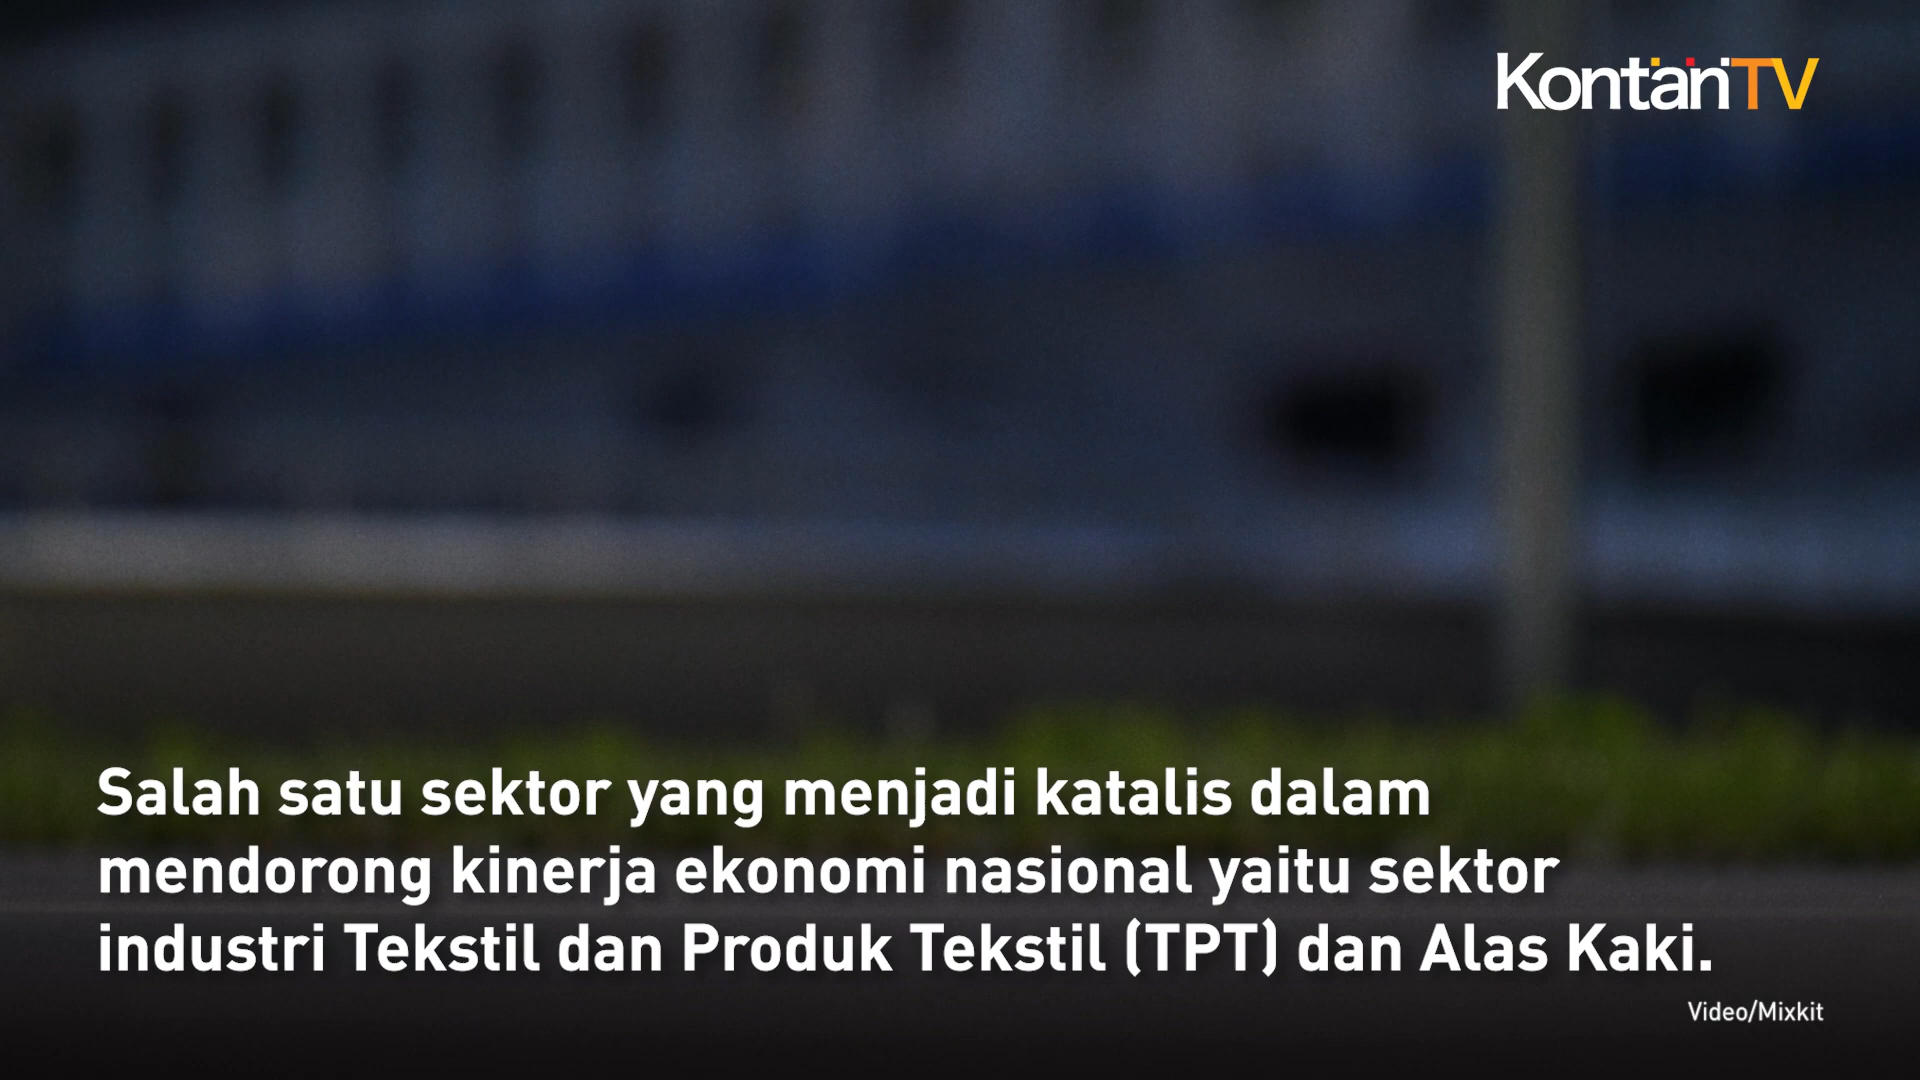 KontanTV
Salah satu sektor yang menjadi katalis dalam
mendorong kinerja ekonomi nasional yaitu sektor
industri Tekstil dan Produk Tekstil (TPT) dan Alas Kaki.
Video/Mixkit